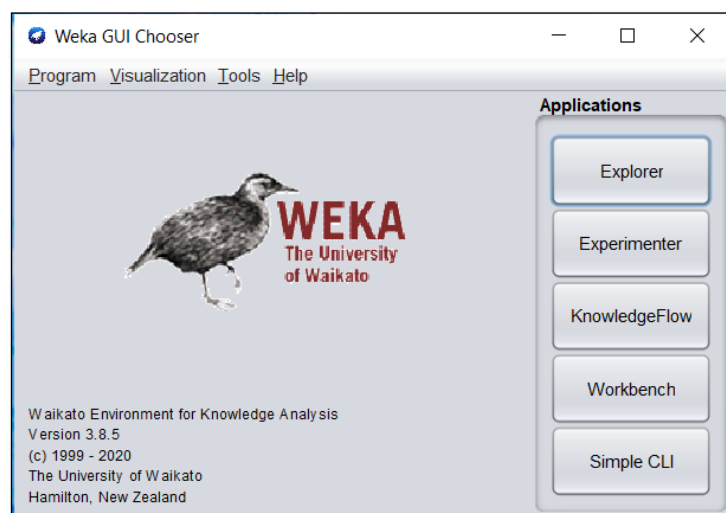 Weka GUI Chooser
Program Visualization Tools Help
Applications
Explorer
Experimenter
KnowledgeFlow
Workbench
Simple CLI
WEKA
The University
of Waikato
Waikato Environment for Knowledge Analysis
Version 3.8.5
(c) 1999 - 2020
The University of Waikato
Hamilton, New Zealand